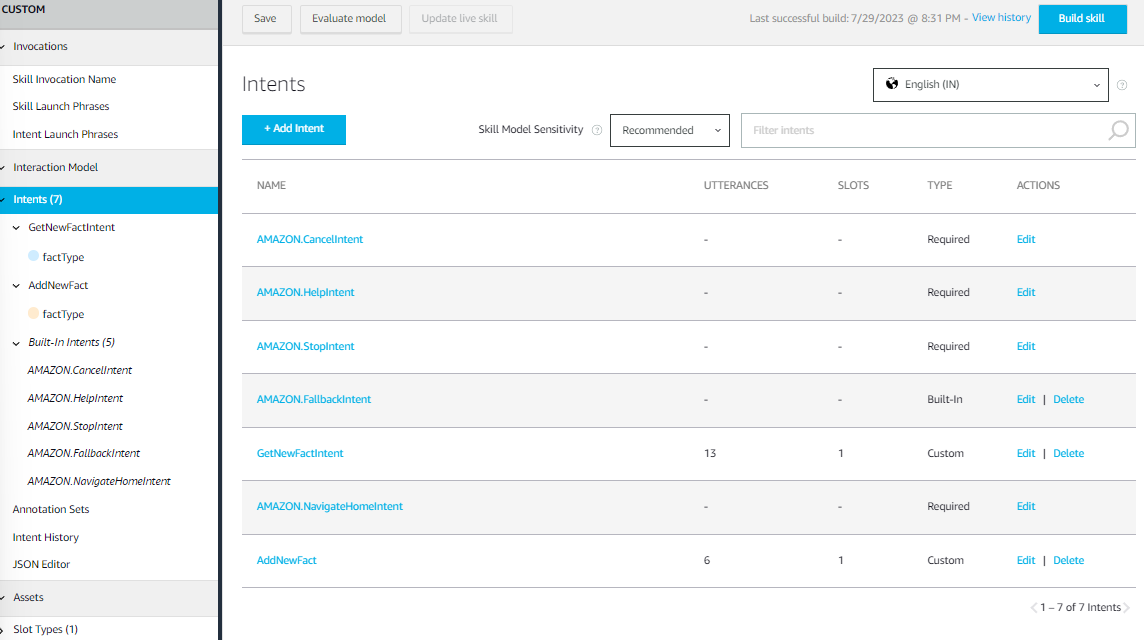 CUSTOM
Invocations
Skill Invocation Name
Skill Launch Phrases
Intent Launch Phrases
Interaction Model
Intents (7)
GetNewFactIntent
factType
AddNewFact
factType
Built-In Intents (5)
AMAZON.CancelIntent
AMAZON.HelpIntent
AMAZON.StopIntent
AMAZON.FallbackIntent
AMAZON.NavigateHomeIntent
Annotation Sets
Intent History
JSON Editor
Assets
Slot Types (1)
Save Evaluate model Update live skill Last successful build: 7/29/2023 @ 8:31 PM - View history Build skill
Intents English (IN) ?
+ Add Intent Skill Model Sensitivity ? Recommended Filter intents
NAME UTTERANCES SLOTS TYPE ACTIONS
AMAZON.CancelIntent - - Required Edit
AMAZON.HelpIntent - - Required Edit
AMAZON.StopIntent - - Required Edit
AMAZON.FallbackIntent - - Built-In Edit | Delete
GetNewFactIntent 13 1 Custom Edit | Delete
AMAZON.NavigateHomeIntent - - Required Edit
AddNewFact 6 1 Custom Edit | Delete
1 – 7 of 7 Intents